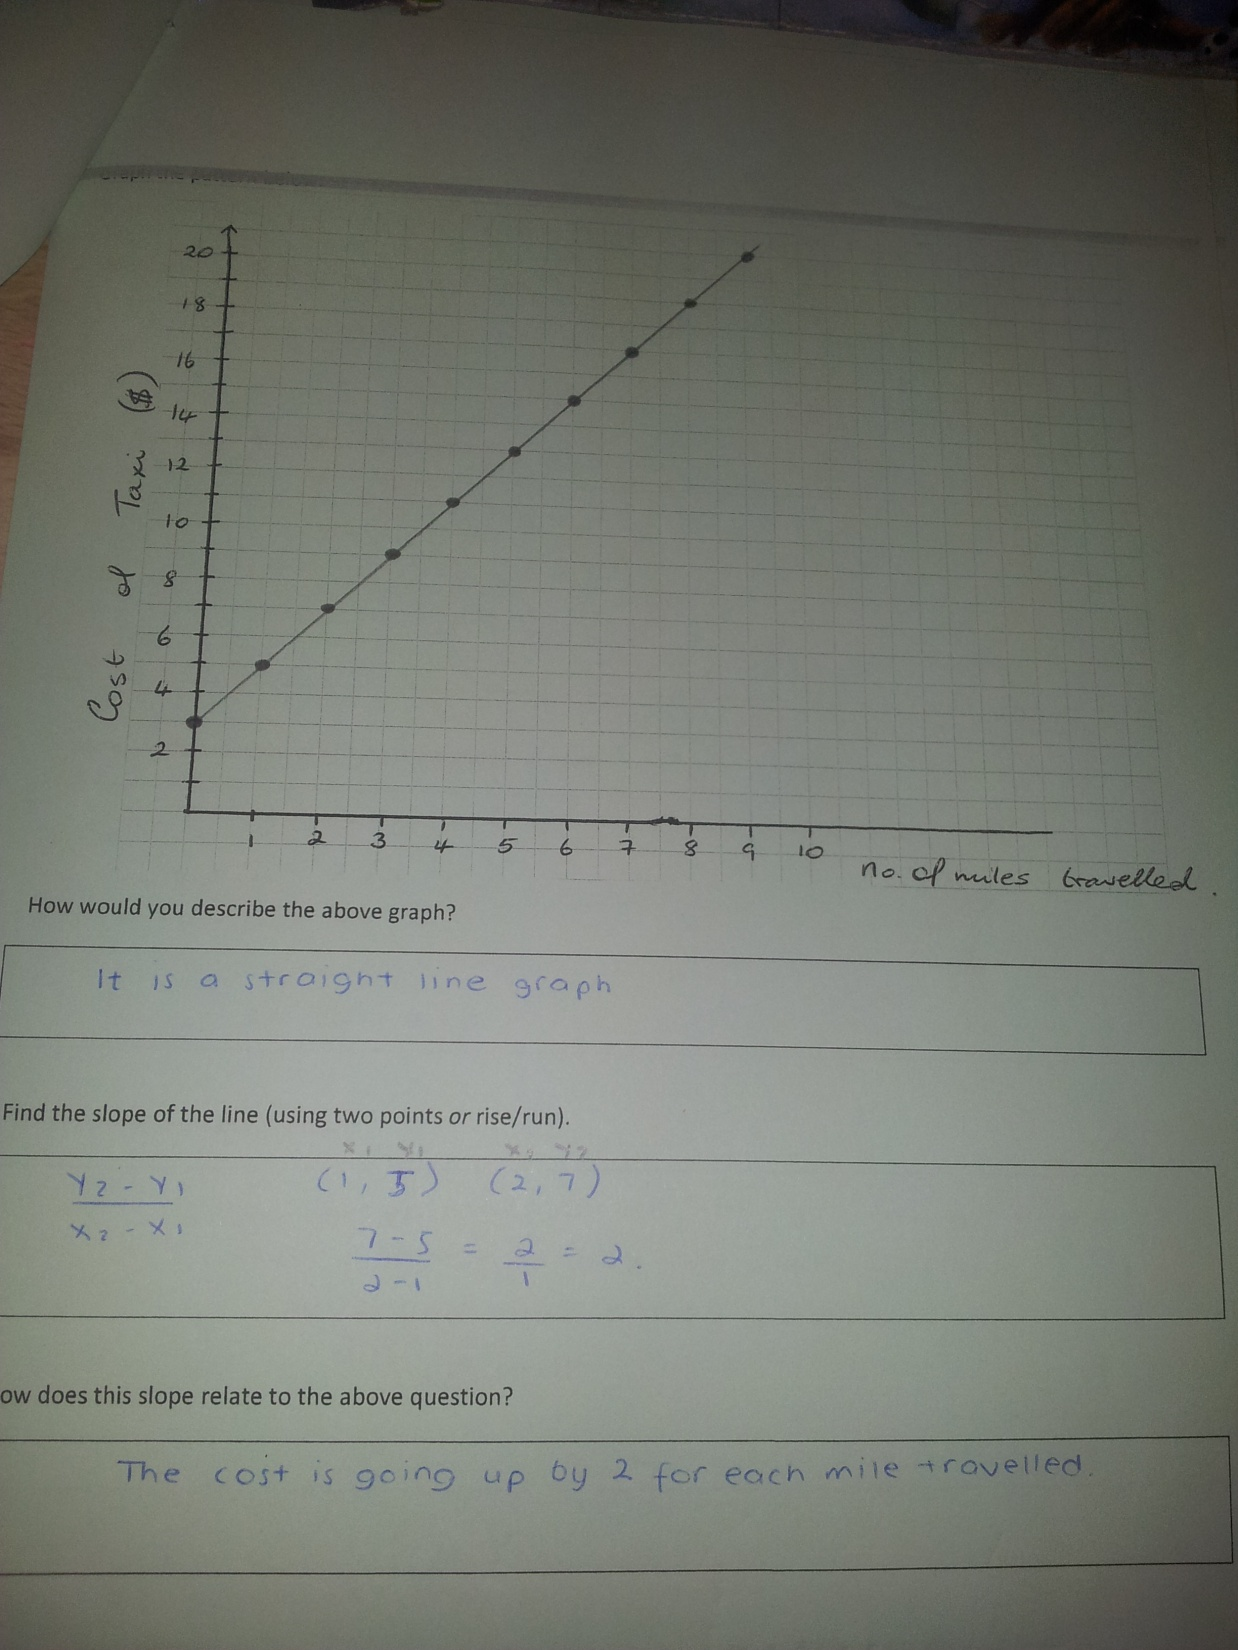 Graph the pattern below
20
18
16
14
12
10
8
6
4
2
Cost of Taxi ($)
1 2 3 4 5 6 7 8 9 10
no. of miles travelled.
How would you describe the above graph?
It is a straight line graph
Find the slope of the line (using two points or rise/run).
x1 y1 x2 y2
y2 - y1 (1, 5) (2, 7)
x2 - x1
7 - 5 = 2 = 2.
2 - 1 1
ow does this slope relate to the above question?
The cost is going up by 2 for each mile travelled.